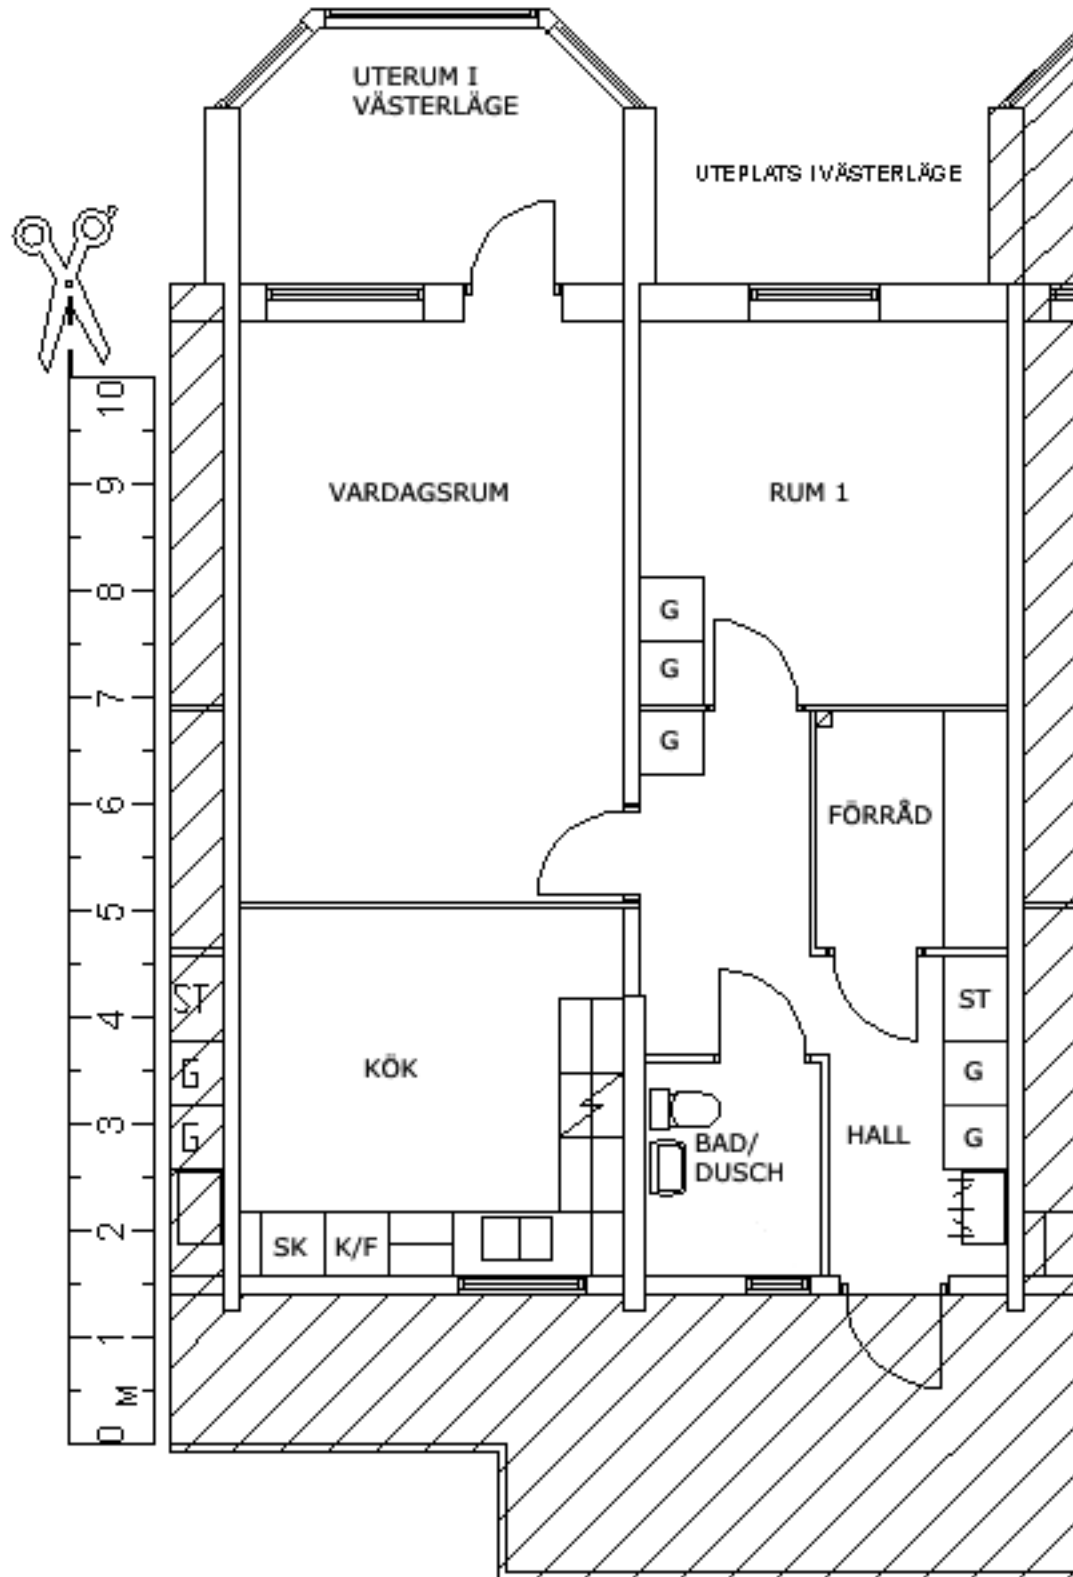 UTERUM I
VÄSTERLÄGE
UTEPLATS I VÄSTERLÄGE
VARDAGSRUM
RUM 1
G
G
G
FÖRRÅD
KÖK
BAD/
DUSCH
HALL
ST
G
G
SK
K/F
ST
G
G
10
9
8
7
6
5
4
3
2
1
M
0